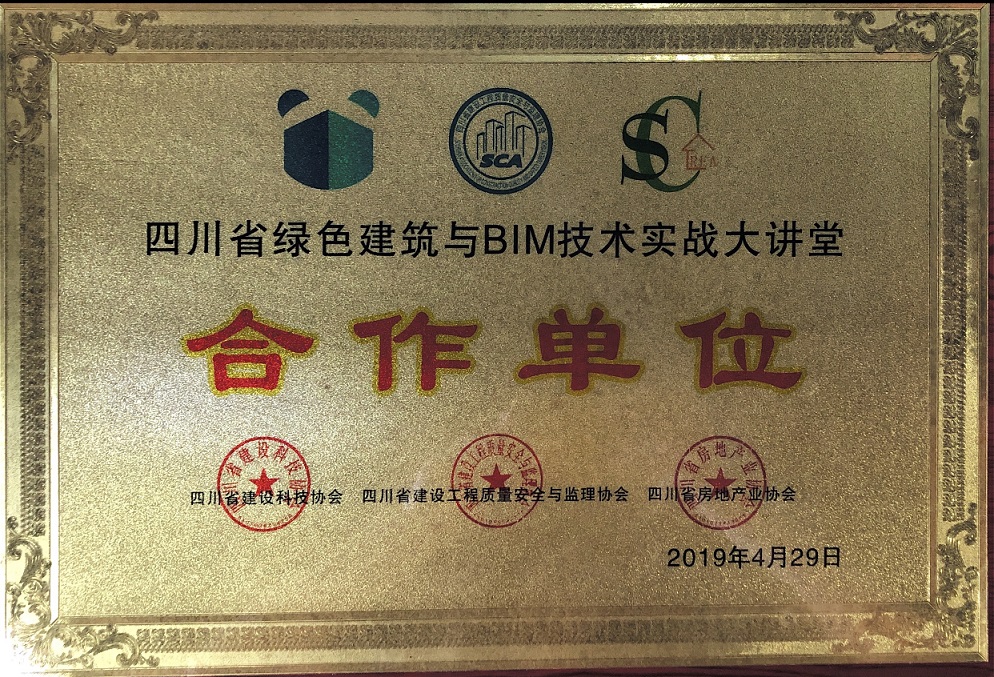 SCA
SC
REA
四川省绿色建筑与BIM技术实战大讲堂
合作单位
四川省建设科技协会 四川省建设工程质量安全与监理协会 四川省房地产业协会
2019年4月29日